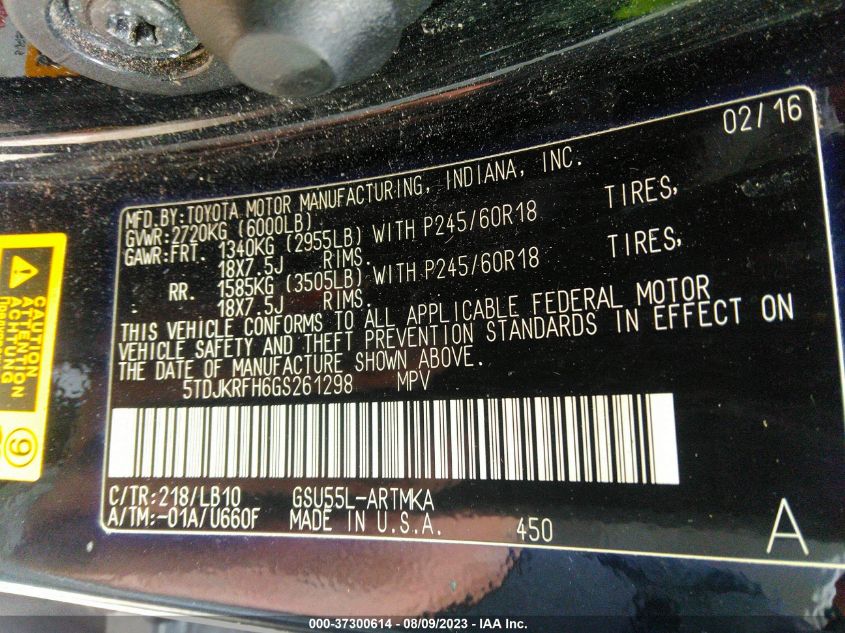 02/16
MFD.BY:TOYOTA MOTOR MANUFACTURING, INDIANA, INC.
GVWR:2720KG (6000LB)
GAWR:FRT. 1340KG (2955LB) WITH P245/60R18 TIRES,
18X7.5J RIMS.
RR. 1585KG (3505LB) WITH P245/60R18 TIRES,
18X7.5J RIMS.
THIS VEHICLE CONFORMS TO ALL APPLICABLE FEDERAL MOTOR
VEHICLE SAFETY AND THEFT PREVENTION STANDARDS IN EFFECT ON
THE DATE OF MANUFACTURE SHOWN ABOVE.
5TDJKRFH6GS261298 MPV
C/TR:218/LB10 GSU55L-ARTMKA
A/TM:-01A/U660F MADE IN U.S.A. 450 A
CAUTION
ATTENTION
ACHTUNG
9
000-37300614 - 08/09/2023 - IAA Inc.